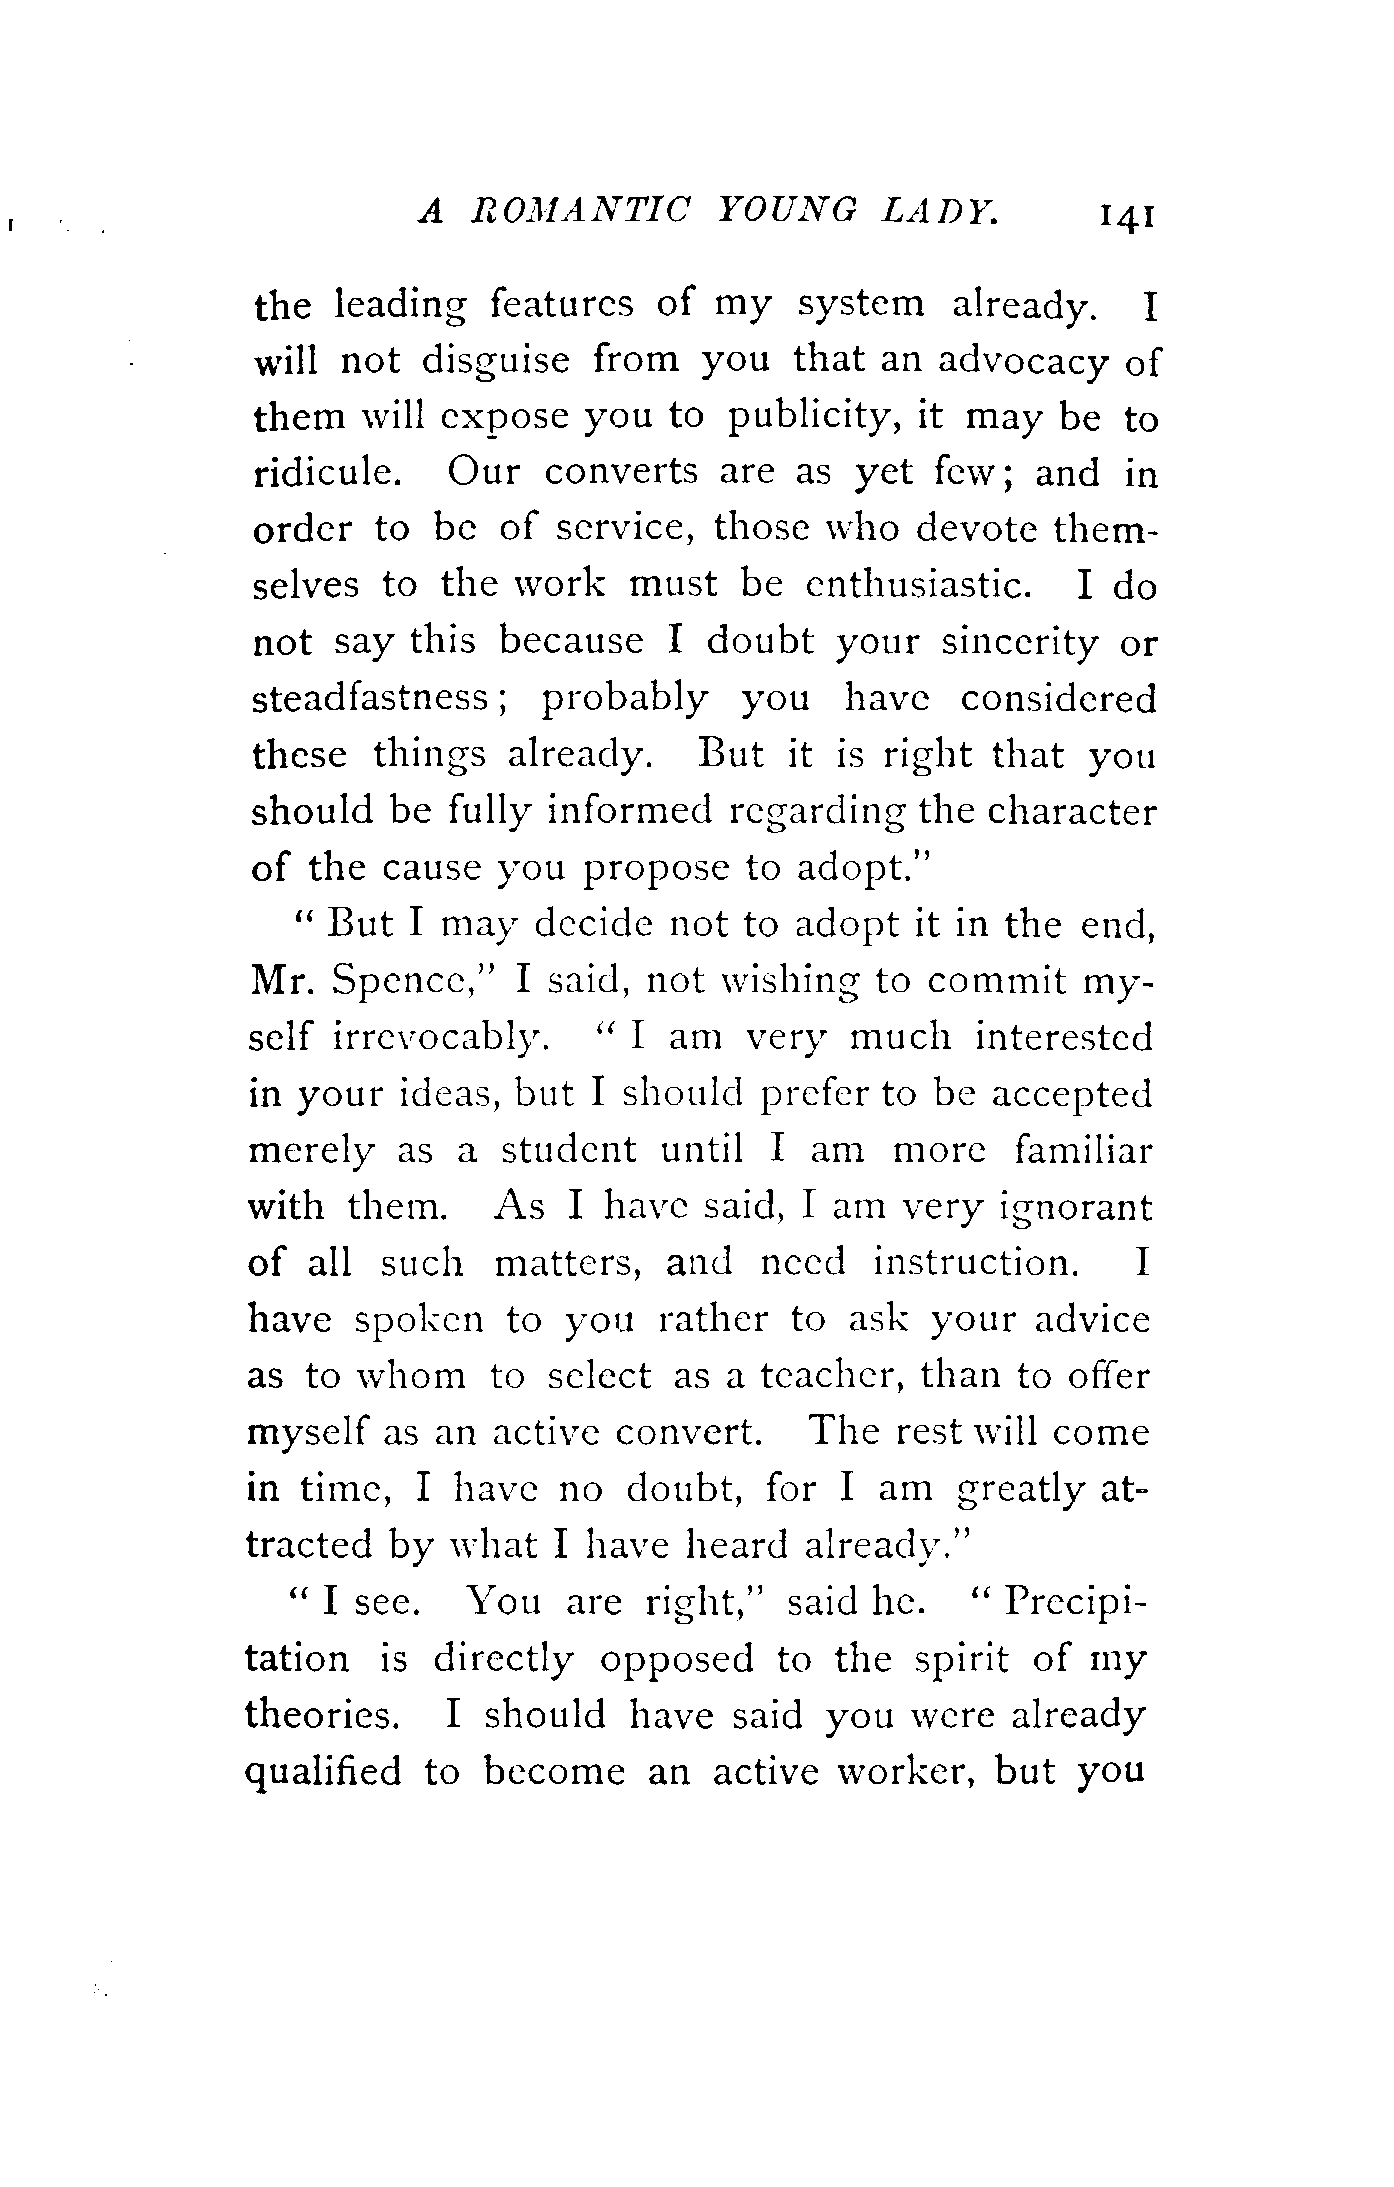 A ROMANTIC YOUNG LADY. 141
the leading features of my system already. I
will not disguise from you that an advocacy of
them will expose you to publicity, it may be to
ridicule. Our converts are as yet few; and in
order to be of service, those who devote them-
selves to the work must be enthusiastic. I do
not say this because I doubt your sincerity or
steadfastness; probably you have considered
these things already. But it is right that you
should be fully informed regarding the character
of the cause you propose to adopt."
"But I may decide not to adopt it in the end,
Mr. Spence," I said, not wishing to commit my-
self irrevocably. "I am very much interested
in your ideas, but I should prefer to be accepted
merely as a student until I am more familiar
with them. As I have said, I am very ignorant
of all such matters, and need instruction. I
have spoken to you rather to ask your advice
as to whom to select as a teacher, than to offer
myself as an active convert. The rest will come
in time, I have no doubt, for I am greatly at-
tracted by what I have heard already."
"I see. You are right," said he. "Precipi-
tation is directly opposed to the spirit of my
theories. I should have said you were already
qualified to become an active worker, but you